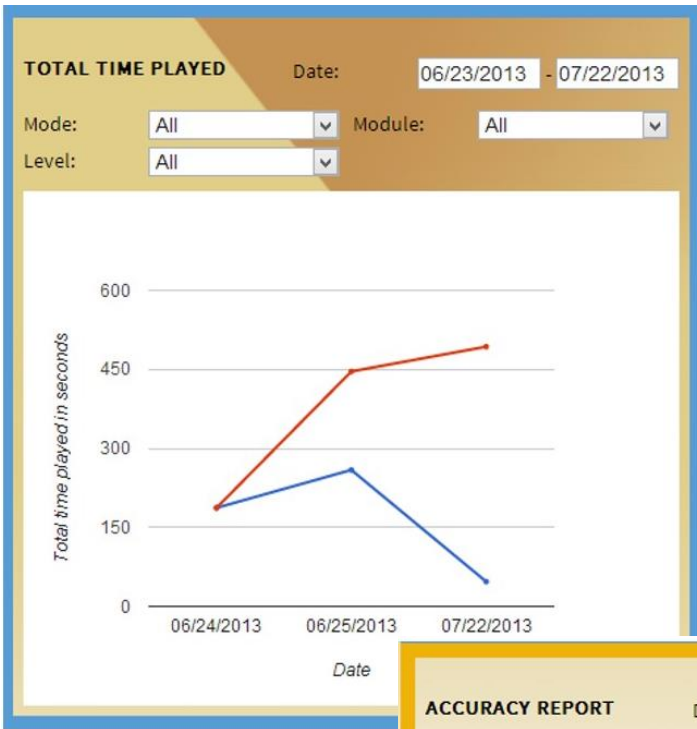 TOTAL TIME PLAYED Date: 06/23/2013 - 07/22/2013
Mode: All Module: All
Level: All
600
450
300
150
0
Total time played in seconds
06/24/2013 06/25/2013 07/22/2013
Date
ACCURACY REPORT